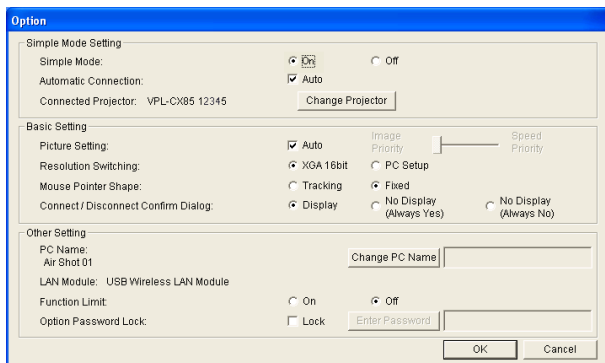 Option
Simple Mode Setting
Simple Mode: On Off
Automatic Connection: Auto
Connected Projector: VPL-CX85 12345 Change Projector
Basic Setting
Picture Setting: Auto Image Priority Speed Priority
Resolution Switching: XGA 16bit PC Setup
Mouse Pointer Shape: Tracking Fixed
Connect / Disconnect Confirm Dialog: Display No Display (Always Yes) No Display (Always No)
Other Setting
PC Name:
Air Shot 01 Change PC Name
LAN Module: USB Wireless LAN Module
Function Limit: On Off
Option Password Lock: Lock Enter Password
OK Cancel